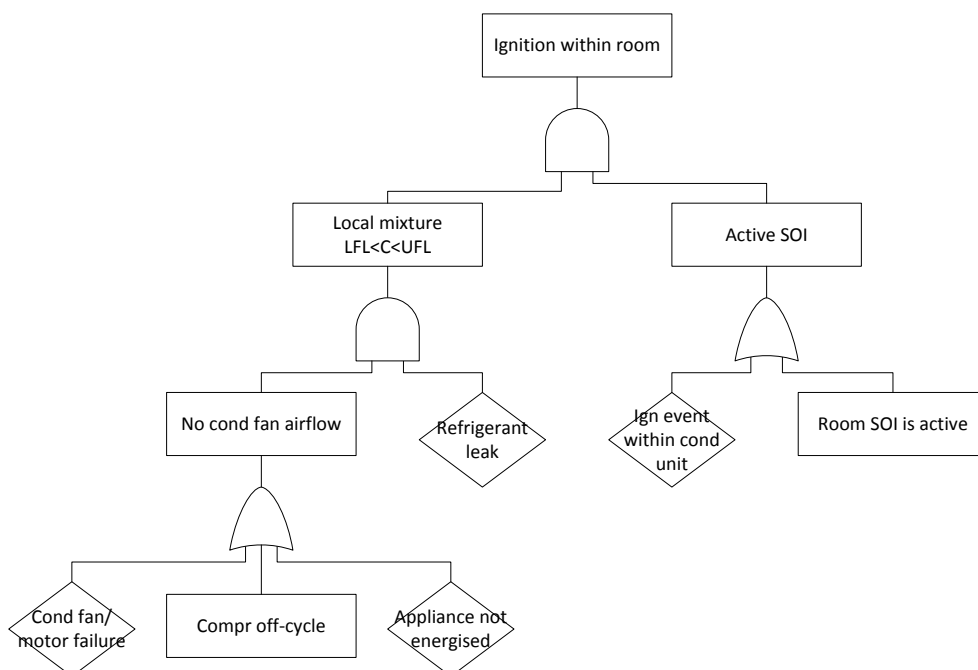 Ignition within room
Local mixture
LFL<C<UFL
Active SOI
No cond fan airflow
Refrigerant
leak
Ign event
within cond
unit
Room SOI is active
Cond fan/
motor failure
Compr off-cycle
Appliance not
energised